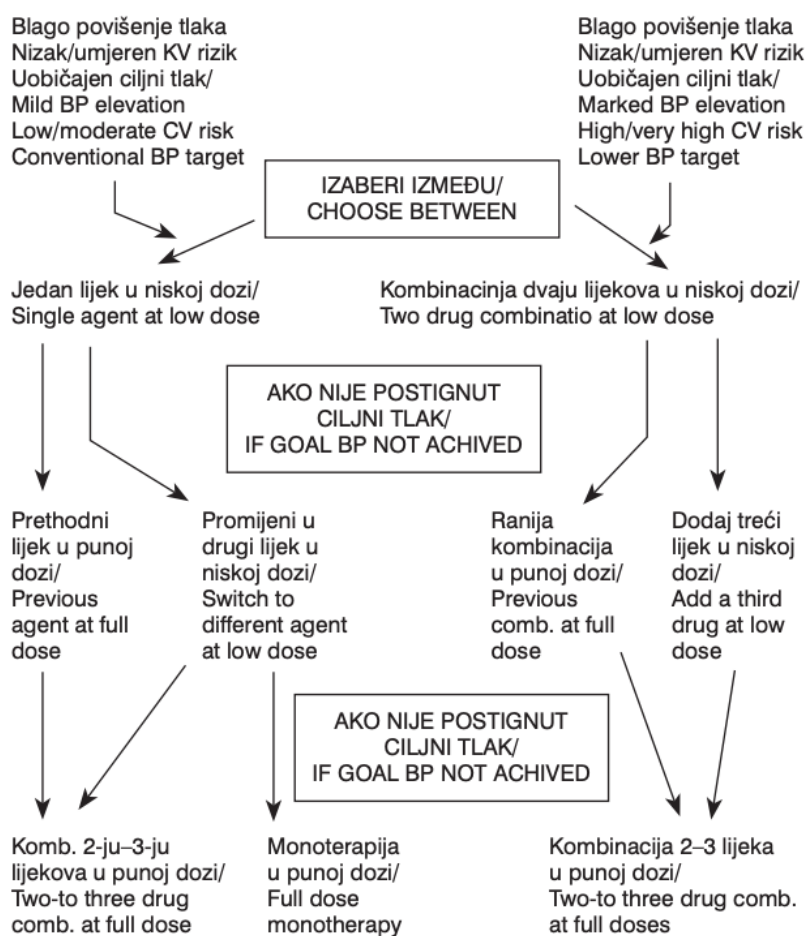 Blago povišenje tlaka
Nizak/umjeren KV rizik
Uobičajen ciljni tlak/
Mild BP elevation
Low/moderate CV risk
Conventional BP target
Blago povišenje tlaka
Nizak/umjeren KV rizik
Uobičajen ciljni tlak/
Marked BP elevation
High/very high CV risk
Lower BP target
IZABERI IZMEĐU/
CHOOSE BETWEEN
Jedan lijek u niskoj dozi/
Single agent at low dose
Kombinacinja dvaju lijekova u niskoj dozi/
Two drug combinatio at low dose
AKO NIJE POSTIGNUT
CILJNI TLAK/
IF GOAL BP NOT ACHIVED
Prethodni
lijek u punoj
dozi/
Previous
agent at full
dose
Promijeni u
drugi lijek u
niskoj dozi/
Switch to
different agent
at low dose
Ranija
kombinacija
u punoj dozi/
Previous
comb. at full
dose
Dodaj treći
lijek u niskoj
dozi/
Add a third
drug at low
dose
AKO NIJE POSTIGNUT
CILJNI TLAK/
IF GOAL BP NOT ACHIVED
Komb. 2-ju–3-ju
lijekova u punoj dozi/
Two-to three drug
comb. at full dose
Monoterapija
u punoj dozi/
Full dose
monotherapy
Kombinacija 2–3 lijeka
u punoj dozi/
Two-to three drug comb.
at full doses